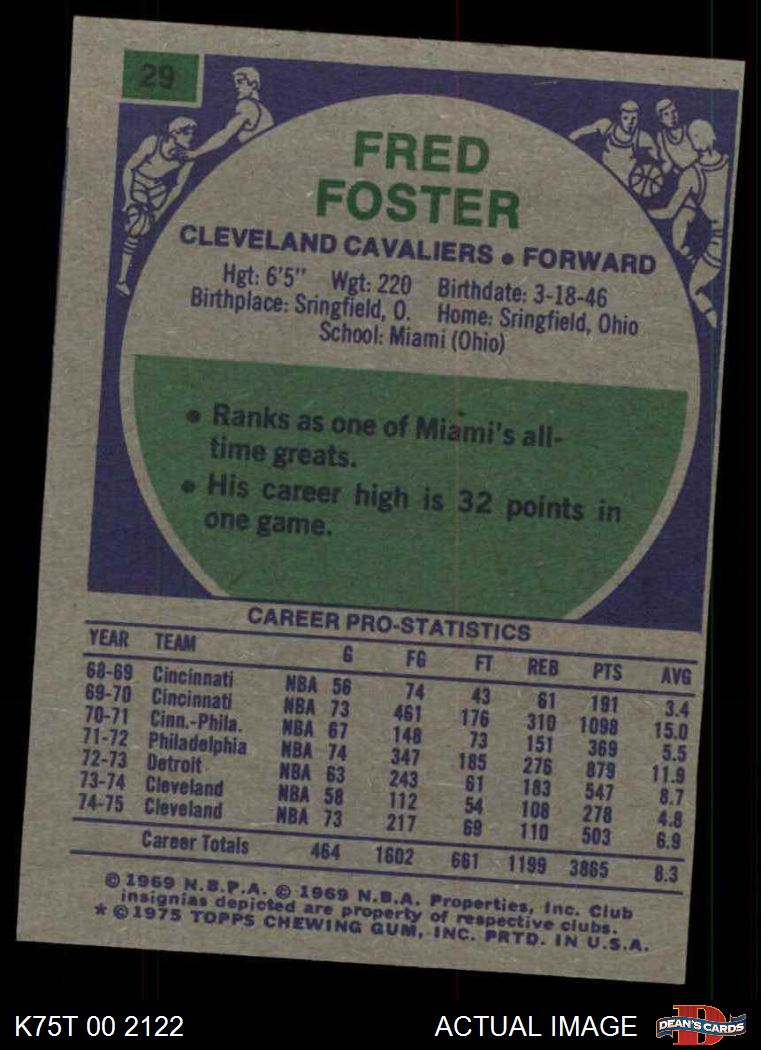 29
FRED
FOSTER
CLEVELAND CAVALIERS • FORWARD
Hgt: 6'5" Wgt: 220 Birthdate: 3-18-46
Birthplace: Sringfield, O. Home: Sringfield, Ohio
School: Miami (Ohio)
• Ranks as one of Miami's all-
time greats.
• His career high is 32 points in
one game.
CAREER PRO-STATISTICS
YEAR TEAM G FG FT REB PTS AVG
68-69 Cincinnati NBA 56 74 43 61 191 3.4
69-70 Cincinnati NBA 73 461 176 310 1098 15.0
70-71 Cinn.-Phila. NBA 67 148 73 151 369 5.5
71-72 Philadelphia NBA 74 347 185 276 879 11.9
72-73 Detroit NBA 63 243 61 183 547 8.7
73-74 Cleveland NBA 58 112 54 108 278 4.8
74-75 Cleveland NBA 73 217 69 110 503 6.9
Career Totals 464 1602 661 1199 3865 8.3
© 1969 N.B.P.A. © 1969 N.B.A. Properties, Inc. Club
insignias depicted are property of respective clubs.
* © 1975 TOPPS CHEWING GUM, INC. PRTD. IN U.S.A.
K75T 00 2122 ACTUAL IMAGE DEAN'S CARDS